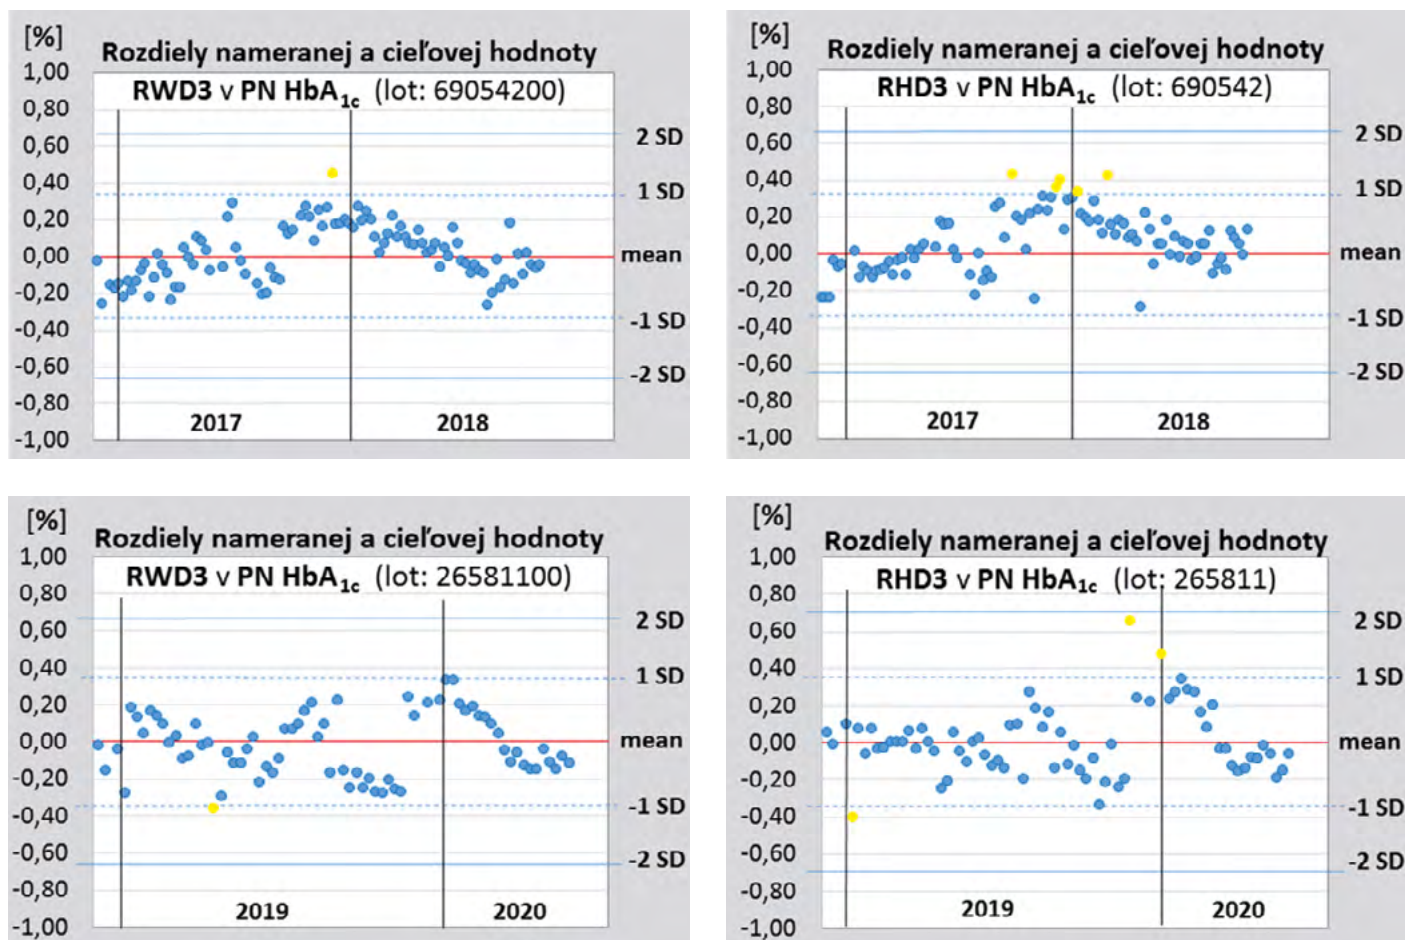 [%]
Rozdiely nameranej a cieľovej hodnoty
RWD3 v PN HbA1c (lot: 69054200)
1,00
0,80
0,60
0,40
0,20
0,00
-0,20
-0,40
-0,60
-0,80
-1,00
2 SD
1 SD
mean
-1 SD
-2 SD
2017
2018
[%]
Rozdiely nameranej a cieľovej hodnoty
RHD3 v PN HbA1c (lot: 690542)
1,00
0,80
0,60
0,40
0,20
0,00
-0,20
-0,40
-0,60
-0,80
-1,00
2 SD
1 SD
mean
-1 SD
-2 SD
2017
2018
[%]
Rozdiely nameranej a cieľovej hodnoty
RWD3 v PN HbA1c (lot: 26581100)
1,00
0,80
0,60
0,40
0,20
0,00
-0,20
-0,40
-0,60
-0,80
-1,00
2 SD
1 SD
mean
-1 SD
-2 SD
2019
2020
[%]
Rozdiely nameranej a cieľovej hodnoty
RHD3 v PN HbA1c (lot: 265811)
1,00
0,80
0,60
0,40
0,20
0,00
-0,20
-0,40
-0,60
-0,80
-1,00
2 SD
1 SD
mean
-1 SD
-2 SD
2019
2020